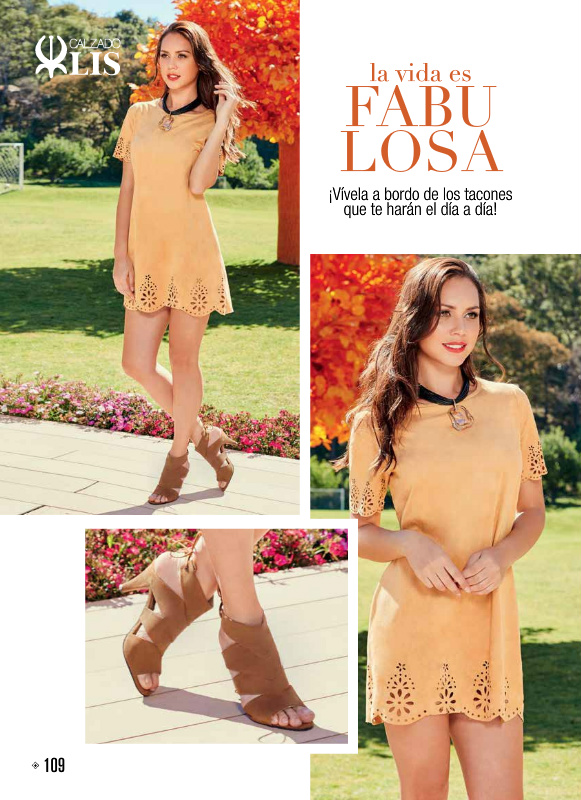 CALZADO
LIS
la vida es
FABU
LOSA
¡Vívela a bordo de los tacones
que te harán el día a día!
109